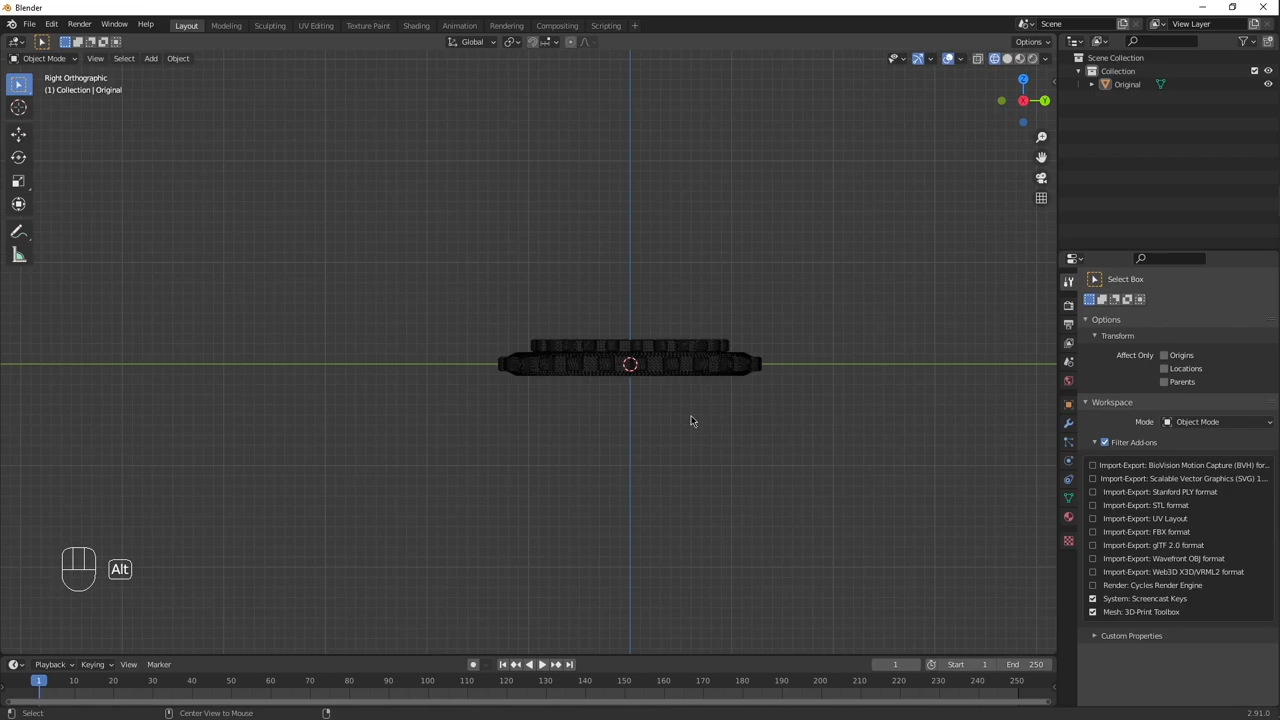 Blender
File Edit Render Window Help Layout Modeling Sculpting UV Editing Texture Paint Shading Animation Rendering Compositing Scripting + Scene View Layer
Global Options
Object Mode View Select Add Object
Right Orthographic
(1) Collection | Original
Z
X
Y
Alt
Scene Collection
Collection
Original
Select Box
Options
Transform
Affect Only Origins
Locations
Parents
Workspace
Mode Object Mode
Filter Add-ons
Import-Export: BioVision Motion Capture (BVH) for...
Import-Export: Scalable Vector Graphics (SVG) 1....
Import-Export: Stanford PLY format
Import-Export: STL format
Import-Export: UV Layout
Import-Export: FBX format
Import-Export: glTF 2.0 format
Import-Export: Wavefront OBJ format
Import-Export: Web3D X3D/VRML2 format
Render: Cycles Render Engine
System: Screencast Keys
Mesh: 3D-Print Toolbox
Custom Properties
Playback Keying View Marker 1 Start 1 End 250
1 10 20 30 40 50 60 70 80 90 100 110 120 130 140 150 160 170 180 190 200 210 220 230 240 250
Select Center View to Mouse 2.91.0